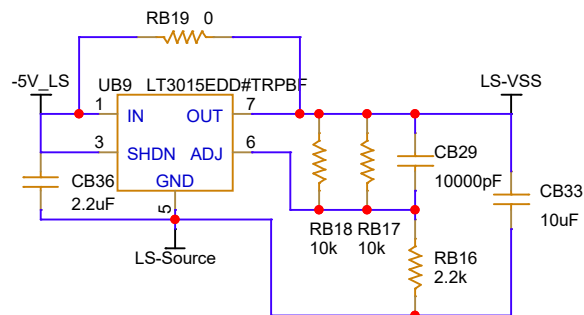 RB19 0
-5V_LS
UB9 LT3015EDD#TRPBF
LS-VSS
1 IN OUT 7
3 SHDN ADJ 6
GND
5
CB36
2.2uF
LS-Source
CB29
10000pF
CB33
10uF
RB18 RB17
10k 10k
RB16
2.2k